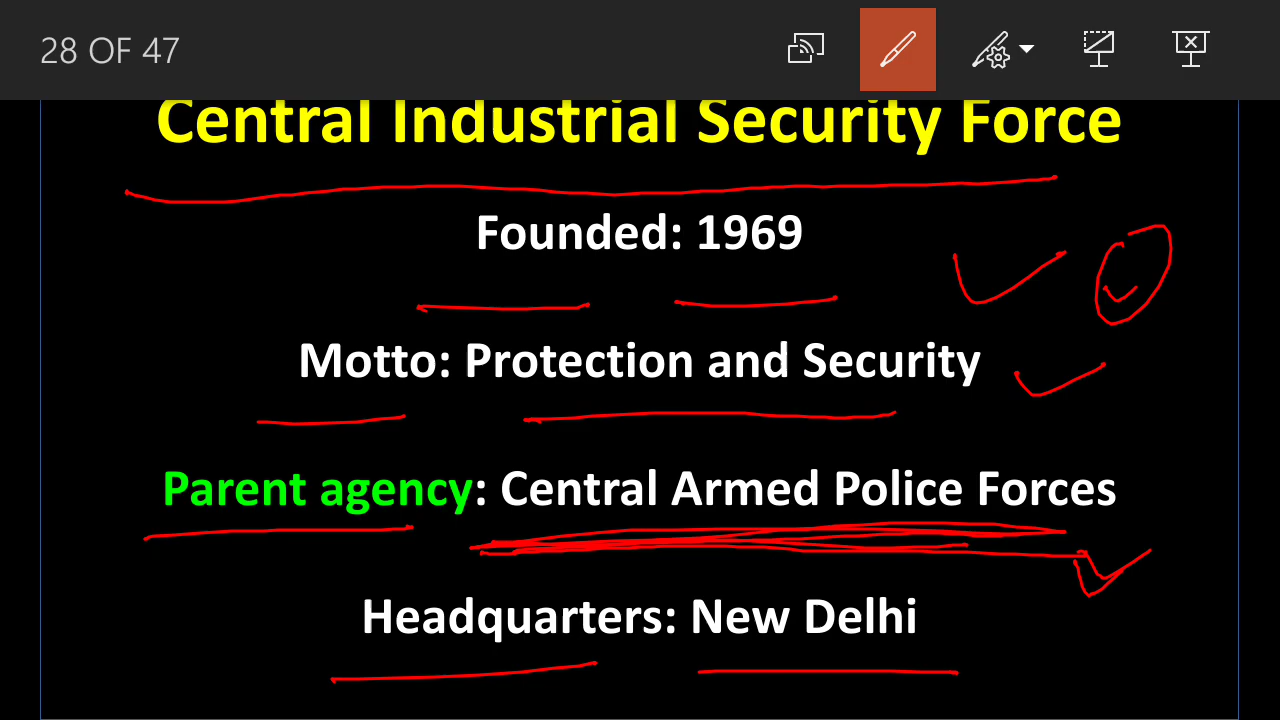 28 OF 47
Central Industrial Security Force
Founded: 1969
Motto: Protection and Security
Parent agency: Central Armed Police Forces
Headquarters: New Delhi